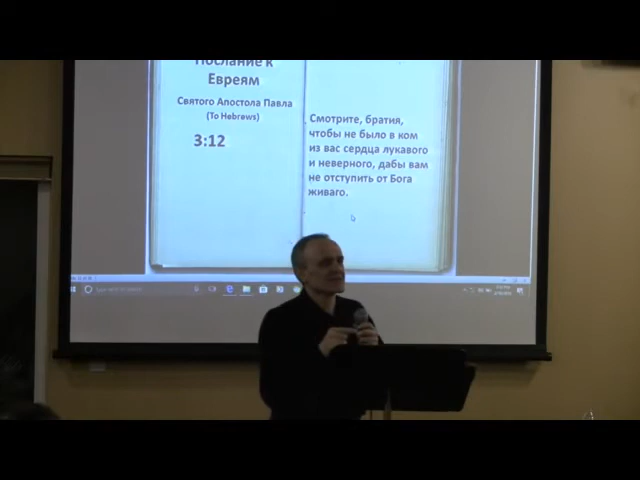 Послание к
Евреям
Святого Апостола Павла
(To Hebrews)
3:12
Смотрите, братия,
чтобы не было в ком
из вас сердца лукавого
и неверного, дабы вам
не отступить от Бога
живаго.